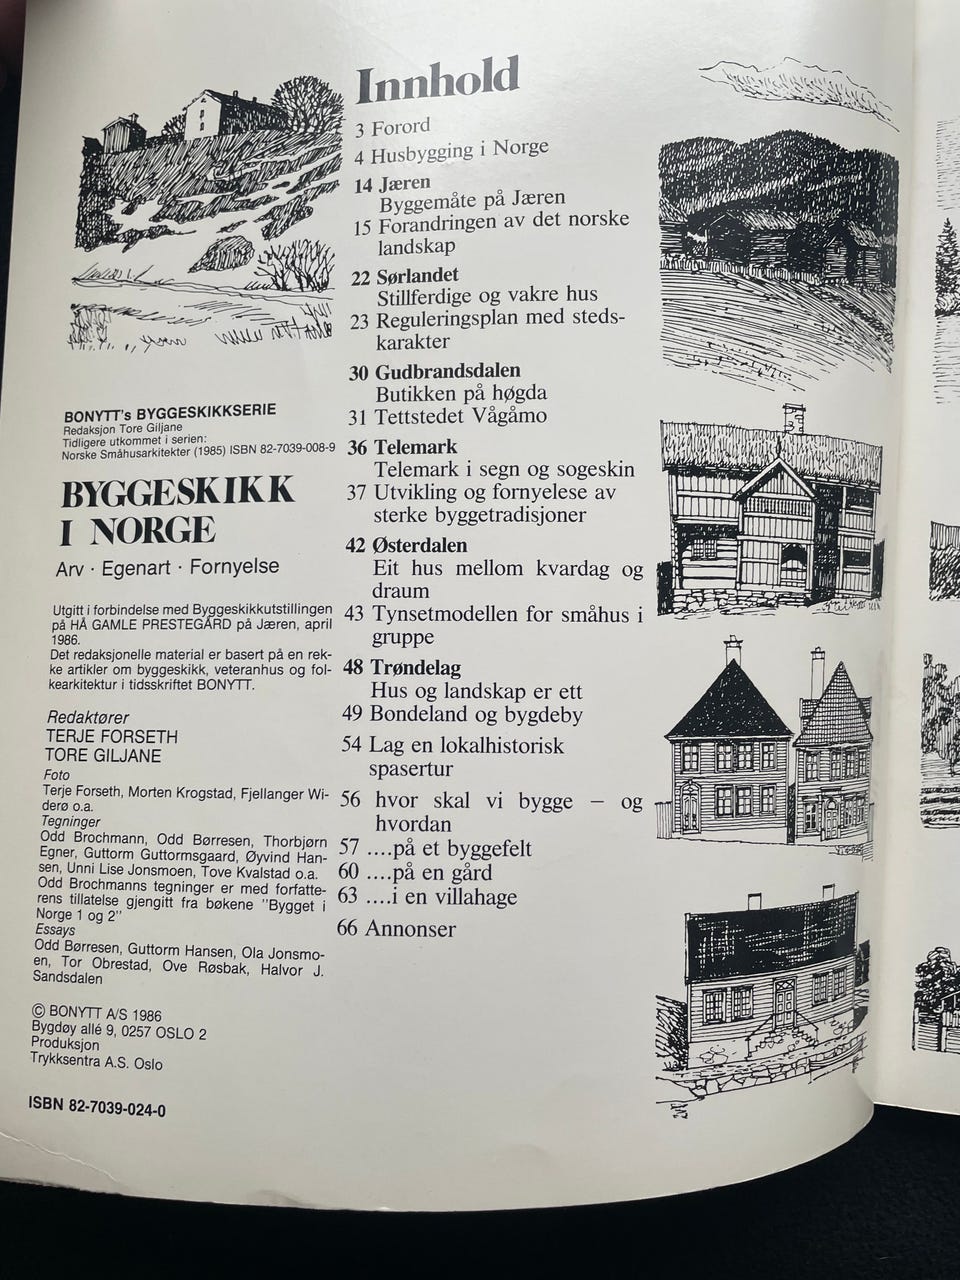 BONYTT's BYGGESKIKKSERIE
Redaksjon Tore Giljane
Tidligere utkommet i serien:
Norske Småhusarkitekter (1985) ISBN 82-7039-008-9
BYGGESKIKK
I NORGE
Arv · Egenart · Fornyelse
Utgitt i forbindelse med Byggeskikkutstillingen
på HÅ GAMLE PRESTEGÅRD på Jæren, april
1986.
Det redaksjonelle material er basert på en rek-
ke artikler om byggeskikk, veteranhus og fol-
kearkitektur i tidsskriftet BONYTT.
Redaktører
TERJE FORSETH
TORE GILJANE
Foto
Terje Forseth, Morten Krogstad, Fjellanger Wi-
derø o.a.
Tegninger
Odd Brochmann, Odd Børresen, Thorbjørn
Egner, Guttorm Guttormsgaard, Øyvind Han-
sen, Unni Lise Jonsmoen, Tove Kvalstad o.a.
Odd Brochmanns tegninger er med forfatte-
rens tillatelse gjengitt fra bøkene "Bygget i
Norge 1 og 2"
Essays
Odd Børresen, Guttorm Hansen, Ola Jonsmo-
en, Tor Obrestad, Ove Røsbak, Halvor J.
Sandsdalen
© BONYTT A/S 1986
Bygdøy allé 9, 0257 OSLO 2
Produksjon
Trykksentra A.S. Oslo
ISBN 82-7039-024-0
Innhold
3 Forord
4 Husbygging i Norge
14 Jæren
Byggemåte på Jæren
15 Forandringen av det norske
landskap
22 Sørlandet
Stillferdige og vakre hus
23 Reguleringsplan med steds-
karakter
30 Gudbrandsdalen
Butikken på høgda
31 Tettstedet Vågåmo
36 Telemark
Telemark i segn og sogeskin
37 Utvikling og fornyelese av
sterke byggetradisjoner
42 Østerdalen
Eit hus mellom kvardag og
draum
43 Tynsetmodellen for småhus i
gruppe
48 Trøndelag
Hus og landskap er ett
49 Bondeland og bygdeby
54 Lag en lokalhistorisk
spasertur
56 hvor skal vi bygge – og
hvordan
57 ....på et byggefelt
60 ....på en gård
63 ....i en villahage
66 Annonser